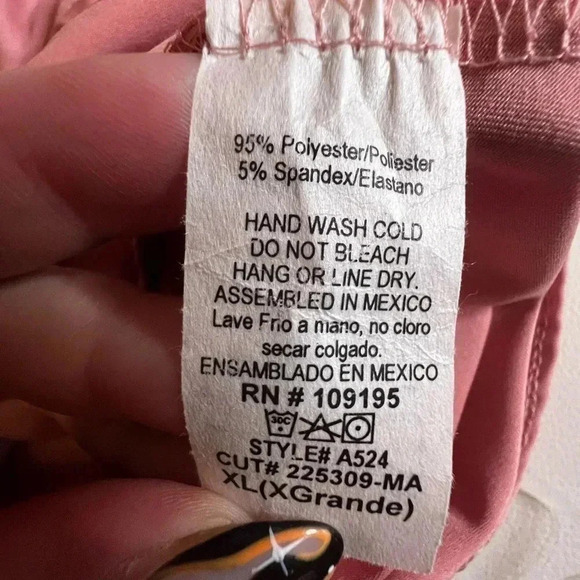 95% Polyester/Poliester
5% Spandex/Elastano
HAND WASH COLD
DO NOT BLEACH
HANG OR LINE DRY.
ASSEMBLED IN MEXICO
Lave Frio a mano, no cloro
secar colgado.
ENSAMBLADO EN MEXICO
RN # 109195
30C
STYLE# A524
CUT# 225309-MA
XL(XGrande)